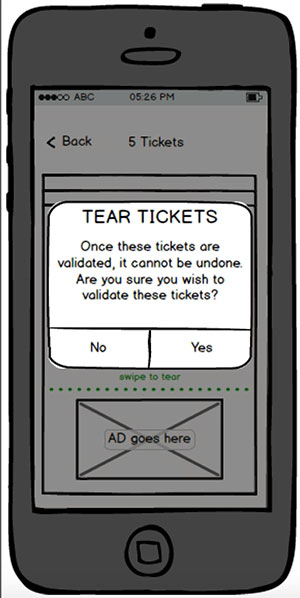 ABC 05:26 PM
Back 5 Tickets
TEAR TICKETS
Once these tickets are
validated, it cannot be undone.
Are you sure you wish to
validate these tickets?
No Yes
swipe to tear
AD goes here